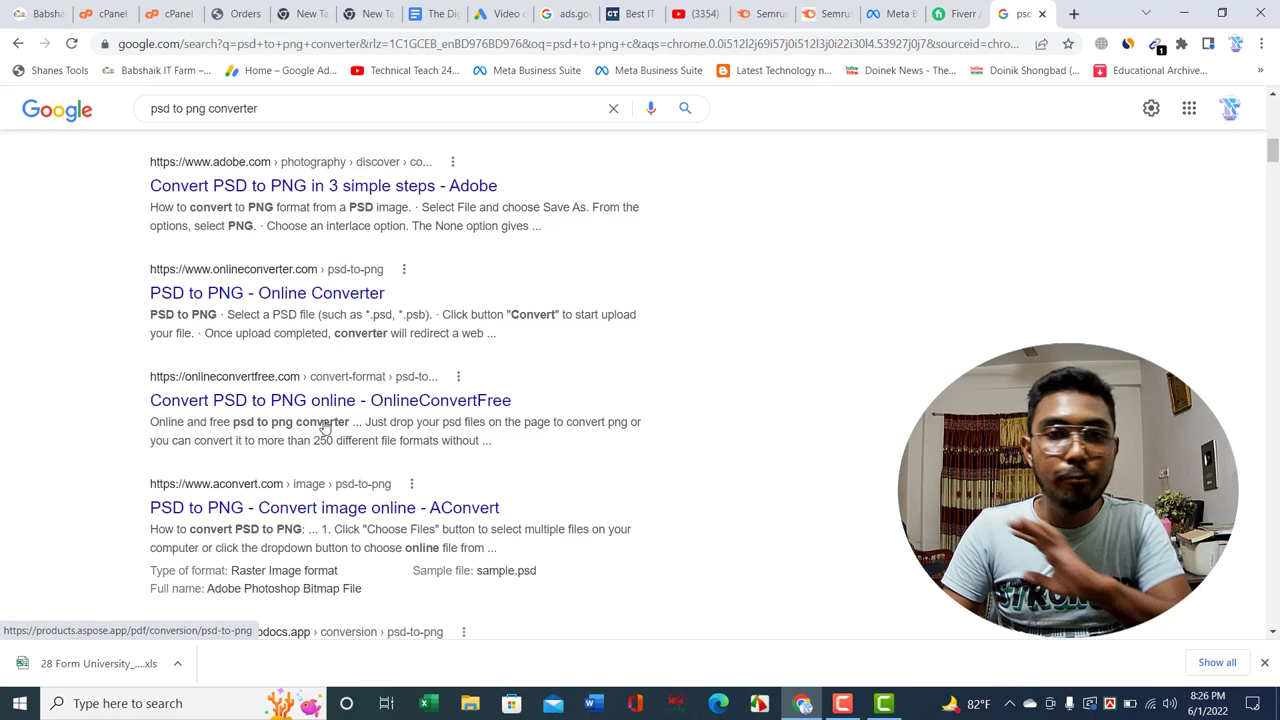 Babsha
cPanel
cPanel
Orders
New Ta
New Ta
The Dig
Video c
ads.go
Best IT
(3354)
Semrus
Semrus
Meta B
Fiverr /
psd
google.com/search?q=psd+to+png+converter&rlz=1C1GCEB_enBD976BD976&oq=psd+to+png+c&aqs=chrome.0.0i512l2j69i57j0i512l3j0i22i30l4.53927j0j7&sourceid=chro...
Shanes Tools
Babshaik IT Farm –...
Home – Google Ad...
Technical Teach 24...
Meta Business Suite
Meta Business Suite
Latest Technology n...
Doinek News - The...
Doinik Shongbad (...
Educational Archive...
»
Google
psd to png converter
https://www.adobe.com › photography › discover › co...
Convert PSD to PNG in 3 simple steps - Adobe
How to convert to PNG format from a PSD image. · Select File and choose Save As. From the
options, select PNG. · Choose an interlace option. The None option gives ...
https://www.onlineconverter.com › psd-to-png
PSD to PNG - Online Converter
PSD to PNG · Select a PSD file (such as *.psd, *.psb). · Click button "Convert" to start upload
your file. · Once upload completed, converter will redirect a web ...
https://onlineconvertfree.com › convert-format › psd-to...
Convert PSD to PNG online - OnlineConvertFree
Online and free psd to png converter ... Just drop your psd files on the page to convert png or
you can convert it to more than 250 different file formats without ...
https://www.aconvert.com › image › psd-to-png
PSD to PNG - Convert image online - AConvert
How to convert PSD to PNG: ... 1. Click "Choose Files" button to select multiple files on your
computer or click the dropdown button to choose online file from ...
Type of format: Raster Image format
Sample file: sample.psd
Full name: Adobe Photoshop Bitmap File
https://products.aspose.app/pdf/conversion/psd-to-png
odocs.app › conversion › psd-to-png
28 Form University_....xls
Show all
Type here to search
82°F
8:26 PM
6/1/2022